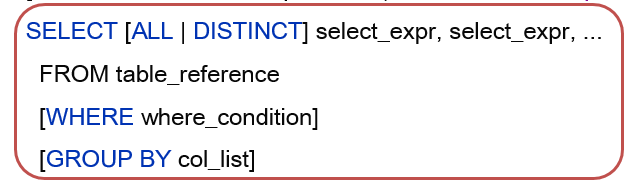 SELECT [ALL | DISTINCT] select_expr, select_expr, ...
FROM table_reference
[WHERE where_condition]
[GROUP BY col_list]